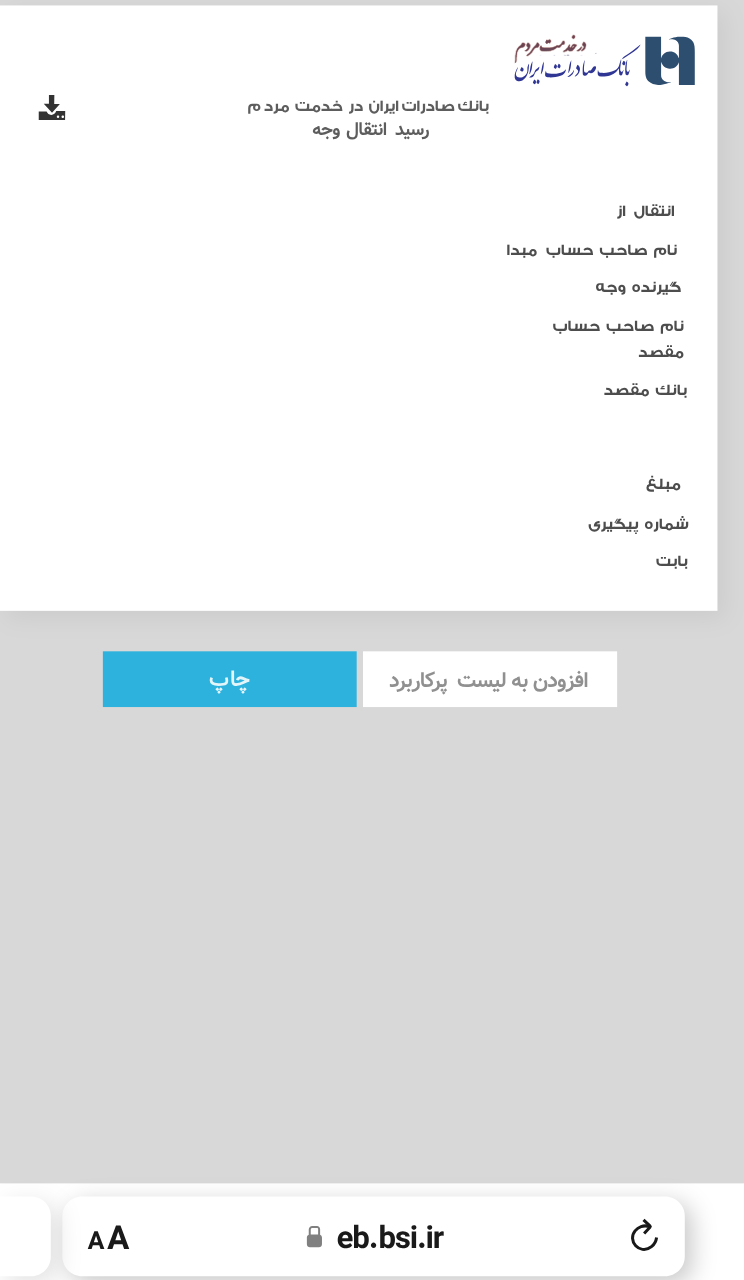 در خدمت مردم
بانک صادرات ایران
بانك صادرات ایران در خدمت مرد م
رسید انتقال وجه
انتقال از
نام صاحب حساب مبدا
گیرنده وجه
نام صاحب حساب
مقصد
بانك مقصد
مبلغ
شماره پیگیری
بابت
افزودن به لیست پرکاربرد
چاپ
AA eb.bsi.ir